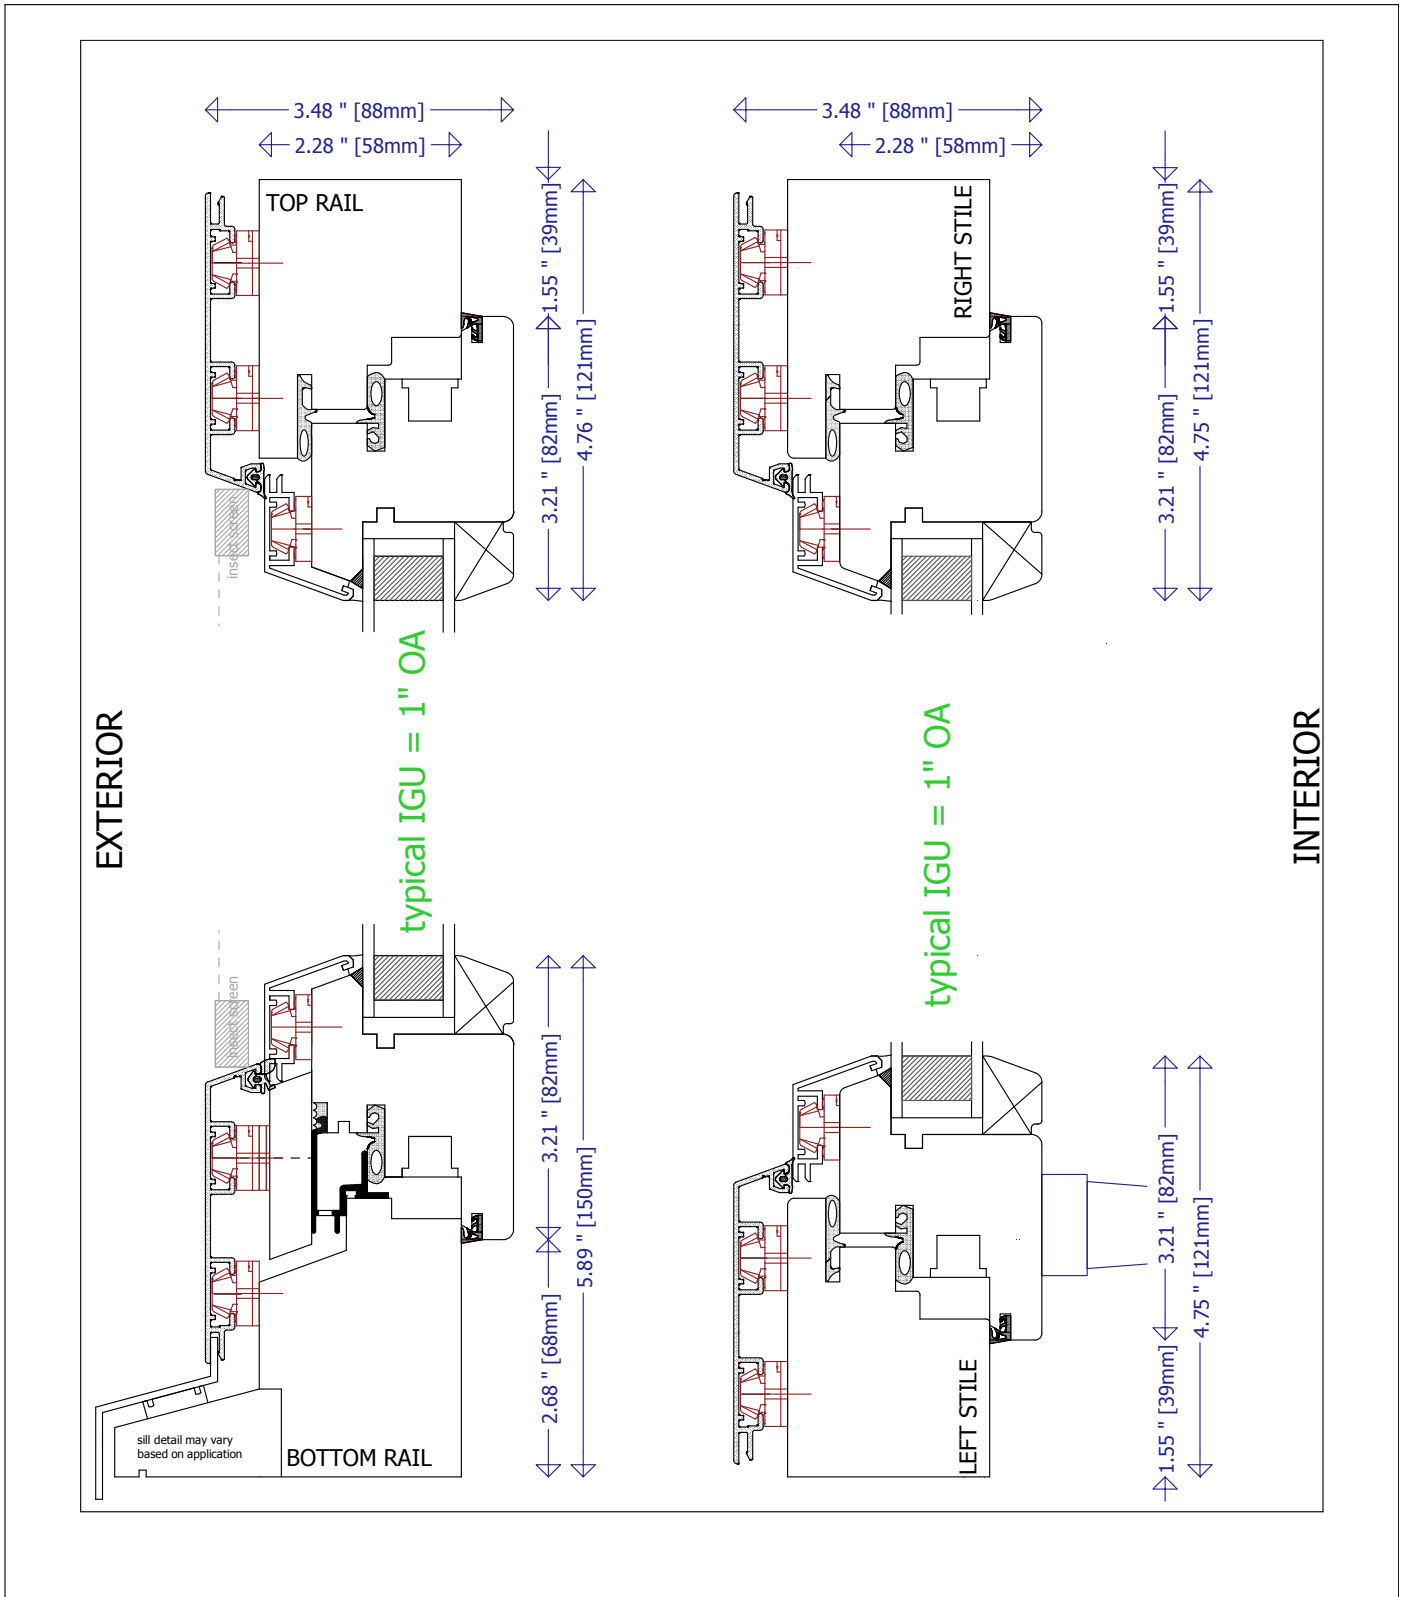 3.48 " [88mm]
2.28 " [58mm]
3.48 " [88mm]
2.28 " [58mm]
TOP RAIL
1.55 " [39mm]
3.21 " [82mm]
4.76 " [121mm]
insect screen
RIGHT STILE
1.55 " [39mm]
3.21 " [82mm]
4.75 " [121mm]
EXTERIOR
typical IGU = 1" OA
typical IGU = 1" OA
INTERIOR
insect screen
3.21 " [82mm]
5.89 " [150mm]
2.68 " [68mm]
sill detail may vary
based on application
BOTTOM RAIL
LEFT STILE
3.21 " [82mm]
4.75 " [121mm]
1.55 " [39mm]